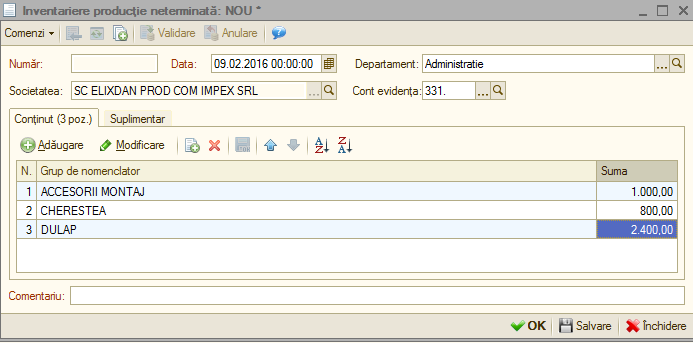 Inventariere producție neterminată: NOU *
Comenzi Validare Anulare
Număr: Data: 09.02.2016 00:00:00 Departament: Administratie ...
Societatea: SC ELIXDAN PROD COM IMPEX SRL ... Cont evidența: 331. ...
Conținut (3 poz.) Suplimentar
Adăugare Modificare
N. Grup de nomenclator Suma
1 ACCESORII MONTAJ 1.000,00
2 CHERESTEA 800,00
3 DULAP 2.400,00
Comentariu:
OK Salvare Închidere